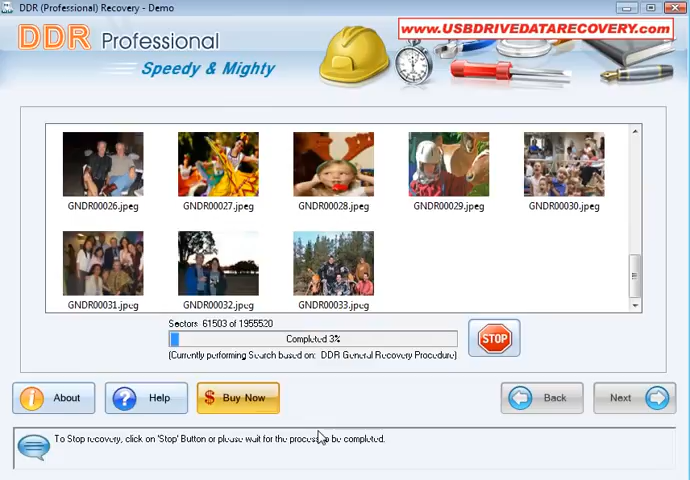 DDR (Professional) Recovery - Demo
DDR Professional
www.USBDRIVEDATARECOVERY.com
Speedy & Mighty
GNDR00026.jpeg GNDR00027.jpeg GNDR00028.jpeg GNDR00029.jpeg GNDR00030.jpeg
GNDR00031.jpeg GNDR00032.jpeg GNDR00033.jpeg
Sectors 61503 of 1955520
Completed 3%
(Currently performing Search based on: DDR General Recovery Procedure)
STOP
About Help $ Buy Now Back Next
To Stop recovery, click on 'Stop' Button or please wait for the process to be completed.